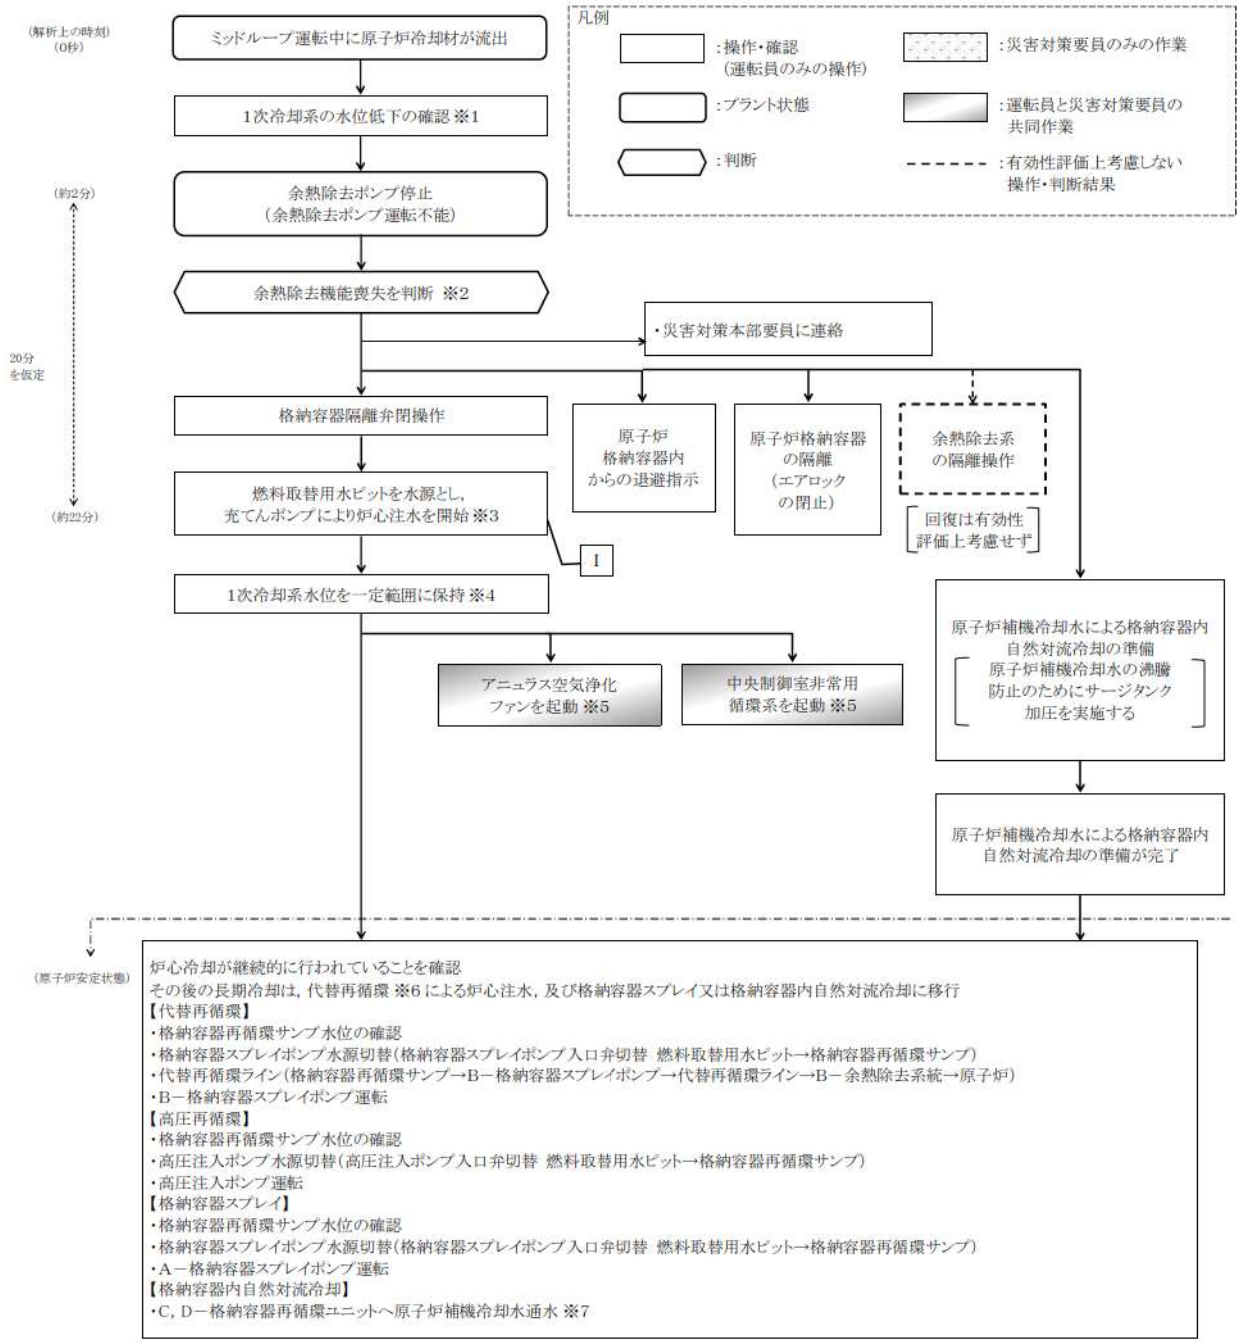 (解析上の時刻)
(0秒)
ミッドループ運転中に原子炉冷却材が流出
1次冷却系の水位低下の確認 ※1
(約2分)
余熱除去ポンプ停止
(余熱除去ポンプ運転不能)
余熱除去機能喪失を判断 ※2
凡例
:操作・確認
(運転員のみの操作)
:プラント状態
:判断
:災害対策要員のみの作業
:運転員と災害対策要員の
共同作業
:有効性評価上考慮しない
操作・判断結果
・災害対策本部要員に連絡
20分
を仮定
格納容器隔離弁閉操作
原子炉
格納容器内
からの退避指示
原子炉格納容器
の隔離
(エアロック
の閉止)
余熱除去系
の隔離操作
回復は有効性
評価上考慮せず
(約22分)
燃料取替用水ピットを水源とし,
充てんポンプにより炉心注水を開始 ※3
I
1次冷却系水位を一定範囲に保持 ※4
アニュラス空気浄化
ファンを起動 ※5
中央制御室非常用
循環系を起動 ※5
原子炉補機冷却水による格納容器内
自然対流冷却の準備
原子炉補機冷却水の沸騰
防止のためにサージタンク
加圧を実施する
原子炉補機冷却水による格納容器内
自然対流冷却の準備が完了
(原子炉安定状態)
炉心冷却が継続的に行われていることを確認
その後の長期冷却は, 代替再循環 ※6 による炉心注水, 及び格納容器スプレイ又は格納容器内自然対流冷却に移行
【代替再循環】
・格納容器再循環サンプ水位の確認
・格納容器スプレイポンプ水源切替(格納容器スプレイポンプ入口弁切替 燃料取替用水ピット→格納容器再循環サンプ)
・代替再循環ライン(格納容器再循環サンプ→B－格納容器スプレイポンプ→代替再循環ライン→B－余熱除去系統→原子炉)
・B－格納容器スプレイポンプ運転
【高圧再循環】
・格納容器再循環サンプ水位の確認
・高圧注入ポンプ水源切替(高圧注入ポンプ入口弁切替 燃料取替用水ピット→格納容器再循環サンプ)
・高圧注入ポンプ運転
【格納容器スプレイ】
・格納容器再循環サンプ水位の確認
・格納容器スプレイポンプ水源切替(格納容器スプレイポンプ入口弁切替 燃料取替用水ピット→格納容器再循環サンプ)
・A－格納容器スプレイポンプ運転
【格納容器内自然対流冷却】
・C, D－格納容器再循環ユニットへ原子炉補機冷却水通水 ※7